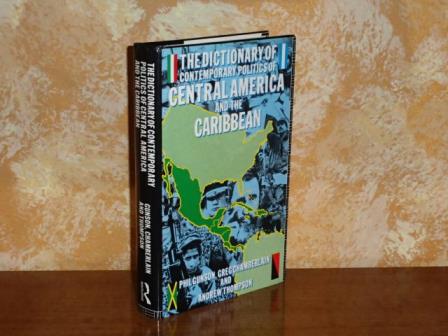 THE DICTIONARY OF
CONTEMPORARY POLITICS OF
CENTRAL AMERICA
AND THE
CARIBBEAN
PHIL GUNSON, GREG CHAMBERLAIN
AND
ANDREW THOMPSON
THE DICTIONARY OF CONTEMPORARY
POLITICS OF CENTRAL AMERICA
AND THE CARIBBEAN
GUNSON, CHAMBERLAIN
AND THOMPSON
R